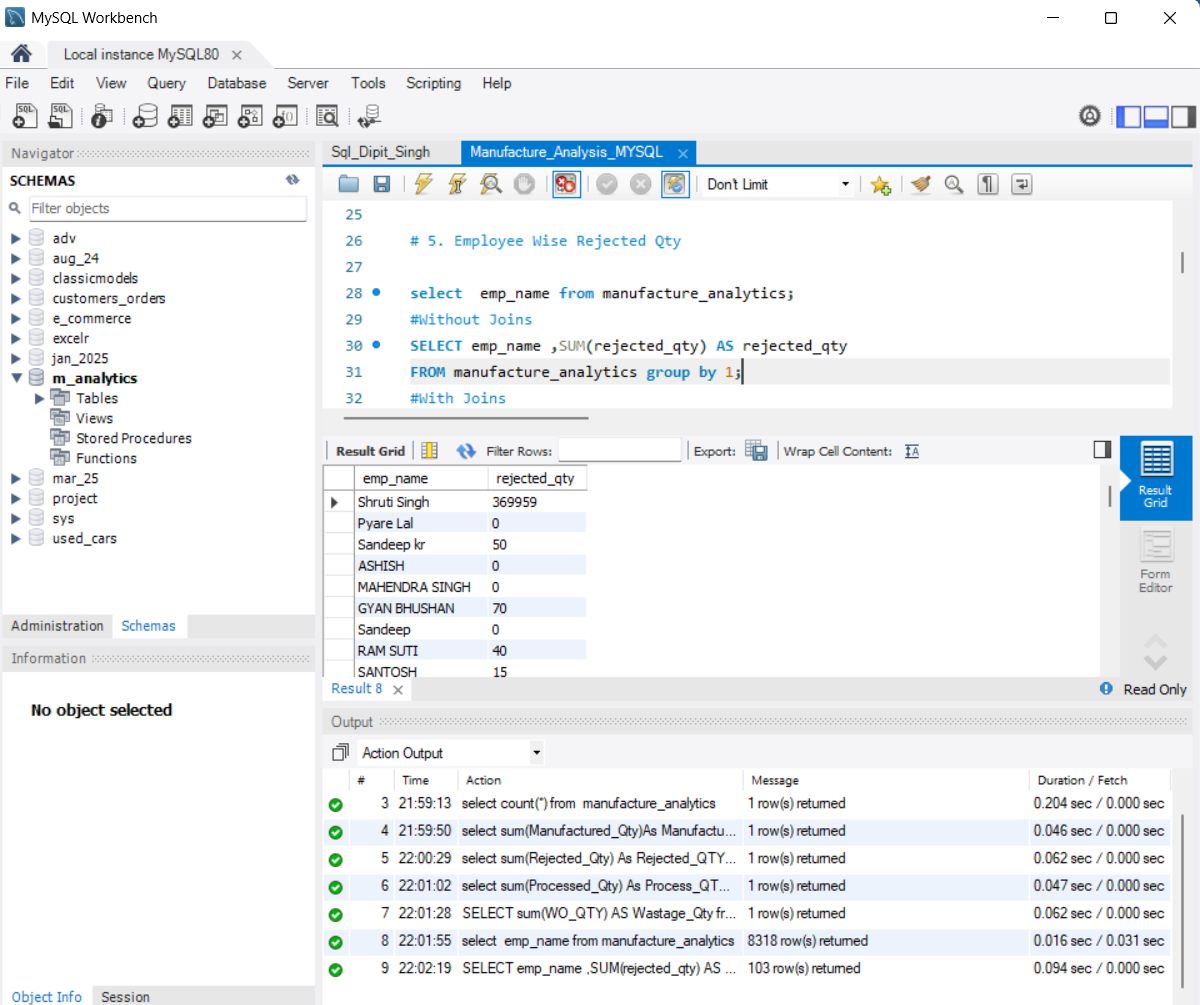 MySQL Workbench
Local instance MySQL80
File Edit View Query Database Server Tools Scripting Help
Navigator
SCHEMAS
Filter objects
adv
aug_24
classicmodels
customers_orders
e_commerce
excelr
jan_2025
m_analytics
Tables
Views
Stored Procedures
Functions
mar_25
project
sys
used_cars
Administration Schemas
Information
No object selected
Object Info Session
Sql_Dipit_Singh Manufacture_Analysis_MYSQL
Don't Limit
25
26 # 5. Employee Wise Rejected Qty
27
28 select  emp_name from manufacture_analytics;
29 #Without Joins
30 SELECT emp_name ,SUM(rejected_qty) AS rejected_qty
31 FROM manufacture_analytics group by 1;
32 #With Joins
Result Grid Filter Rows: Export: Wrap Cell Content:
emp_name rejected_qty
Shruti Singh 369959
Pyare Lal 0
Sandeep kr 50
ASHISH 0
MAHENDRA SINGH 0
GYAN BHUSHAN 70
Sandeep 0
RAM SUTI 40
SANTOSH 15
Result Grid
Form Editor
Result 8
Read Only
Output
Action Output
# Time Action Message Duration / Fetch
3 21:59:13 select count(*) from  manufacture_analytics 1 row(s) returned 0.204 sec / 0.000 sec
4 21:59:50 select sum(Manufactured_Qty)As Manufactu... 1 row(s) returned 0.046 sec / 0.000 sec
5 22:00:29 select sum(Rejected_Qty) As Rejected_QTY... 1 row(s) returned 0.062 sec / 0.000 sec
6 22:01:02 select sum(Processed_Qty) As Process_QT... 1 row(s) returned 0.047 sec / 0.000 sec
7 22:01:28 SELECT sum(WO_QTY) AS Wastage_Qty fr... 1 row(s) returned 0.062 sec / 0.000 sec
8 22:01:55 select  emp_name from manufacture_analytics 8318 row(s) returned 0.016 sec / 0.031 sec
9 22:02:19 SELECT emp_name ,SUM(rejected_qty) AS ... 103 row(s) returned 0.094 sec / 0.000 sec